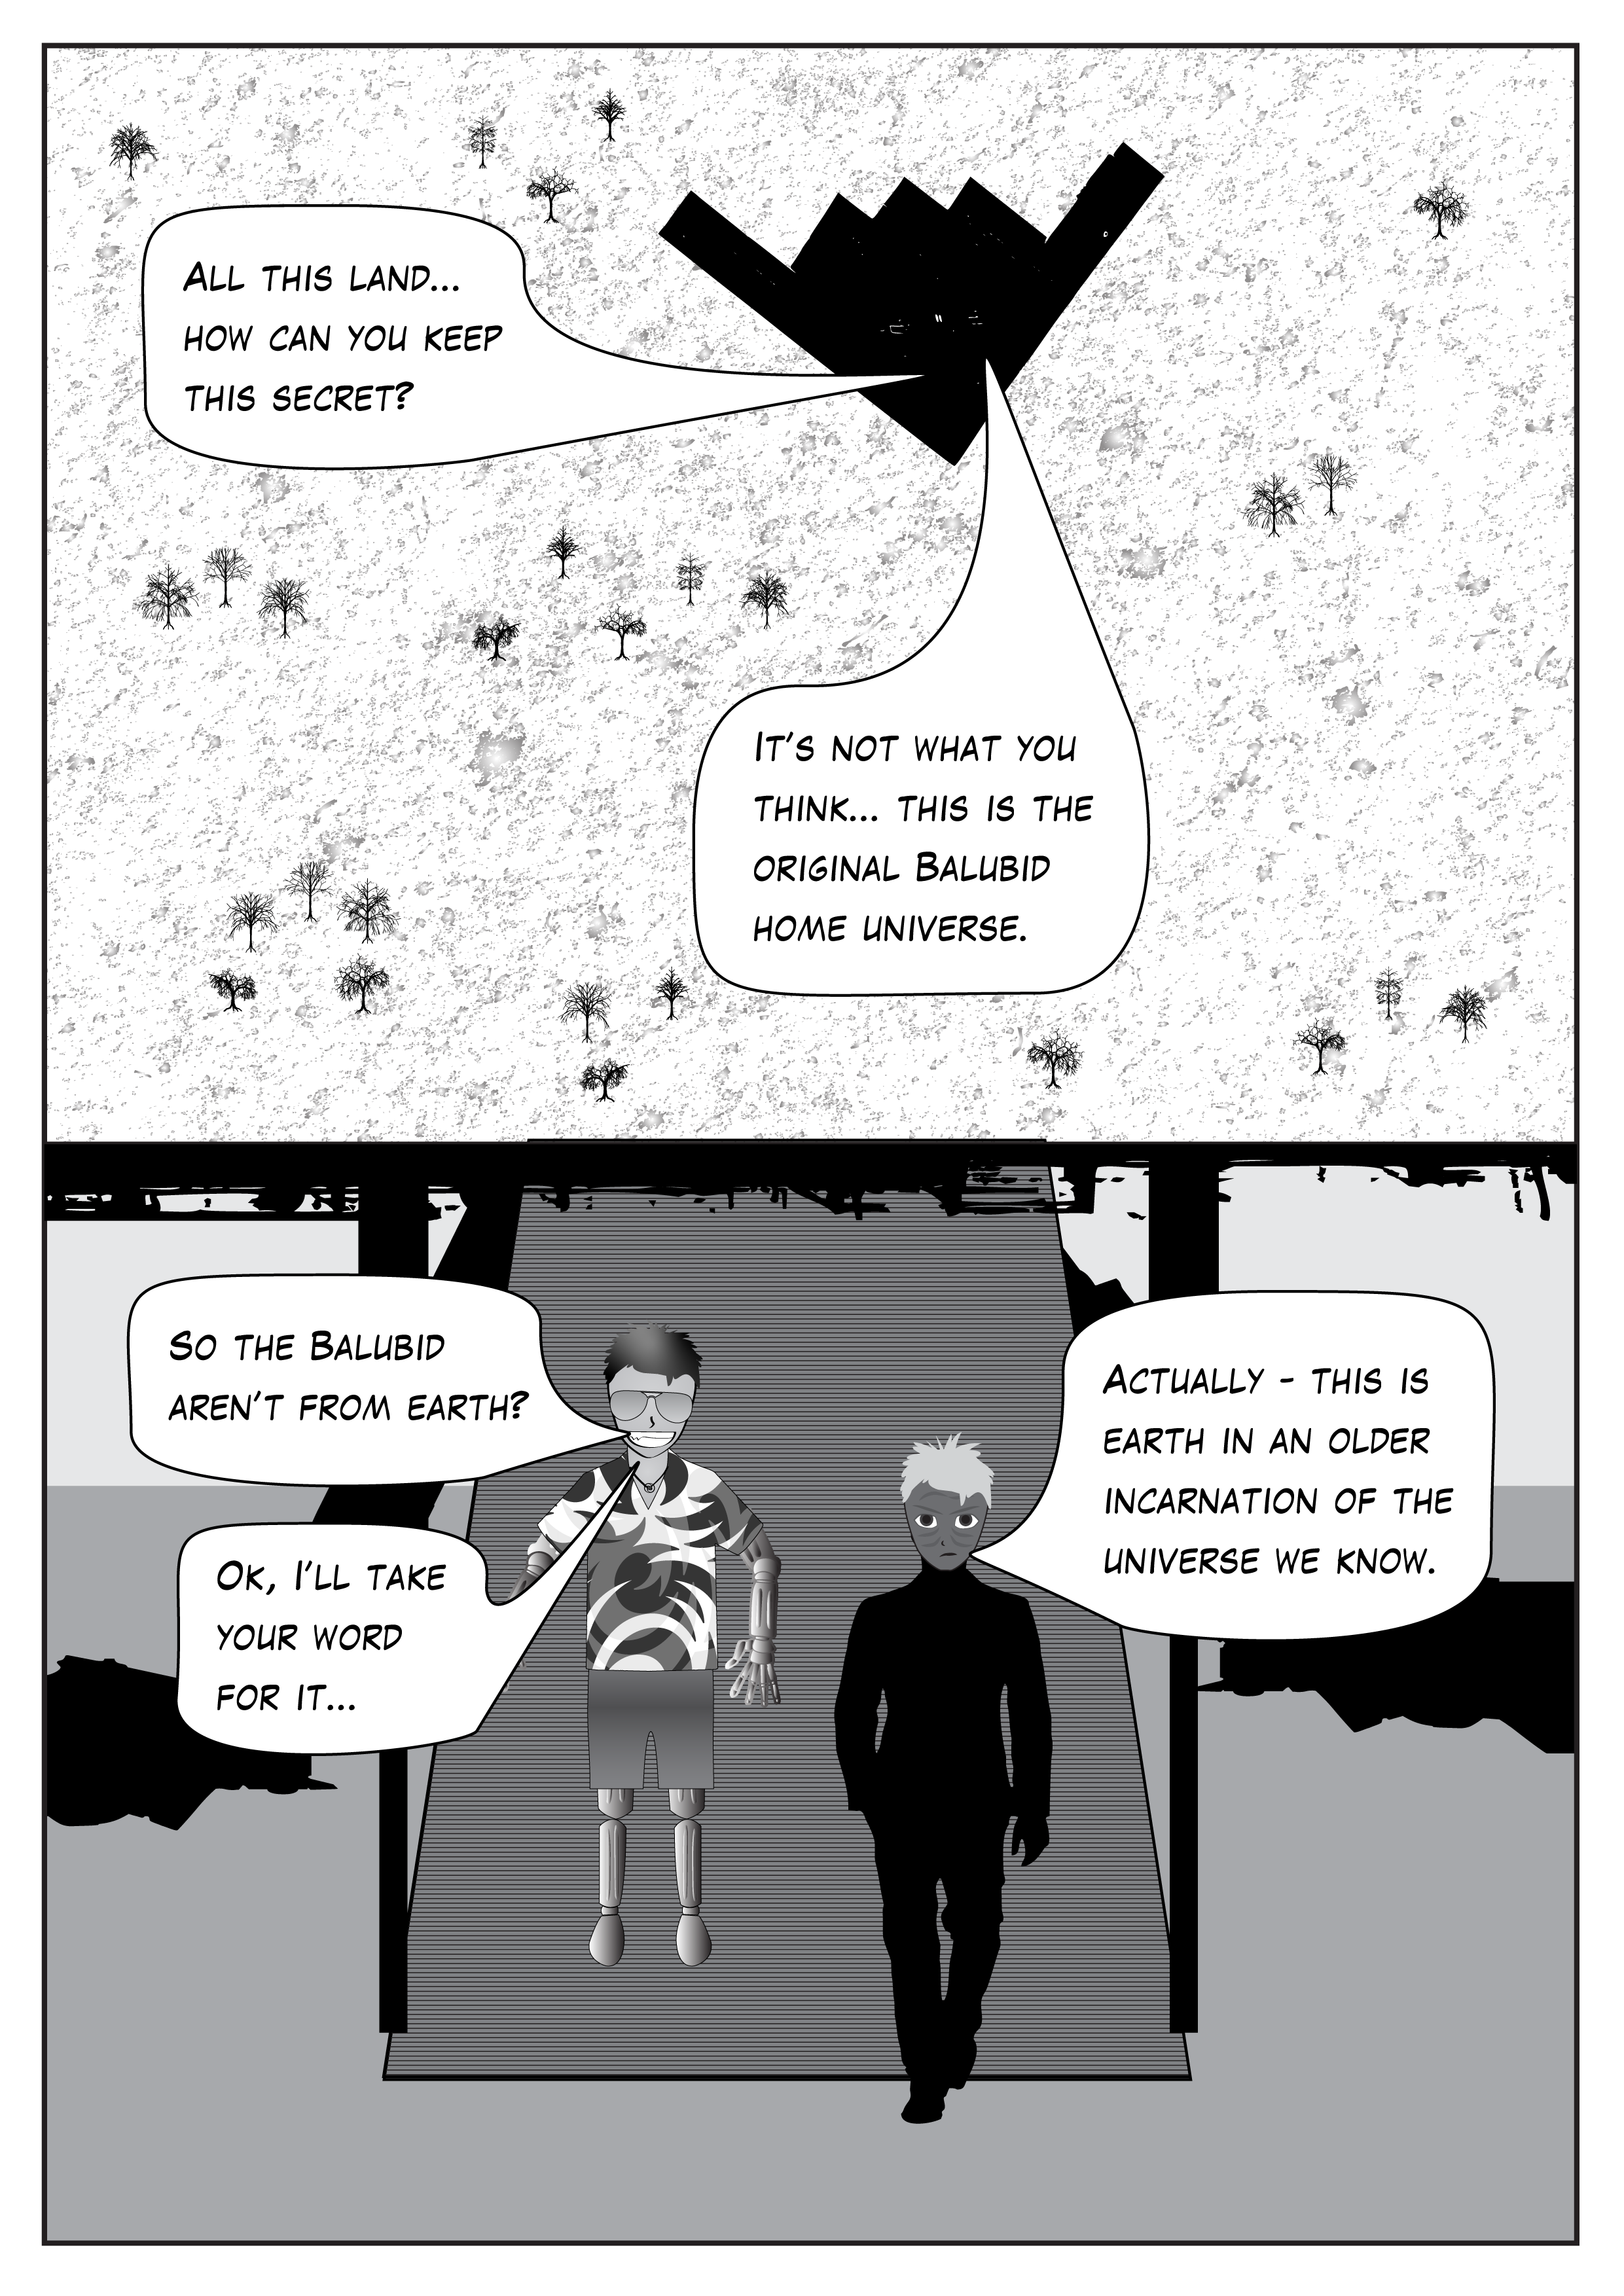 All this land...
how can you keep
this secret?
It's not what you
think... this is the
original Balubid
home universe.
So the Balubid
aren't from earth?
Actually - this is
earth in an older
incarnation of the
universe we know.
Ok, I'll take
your word
for it...